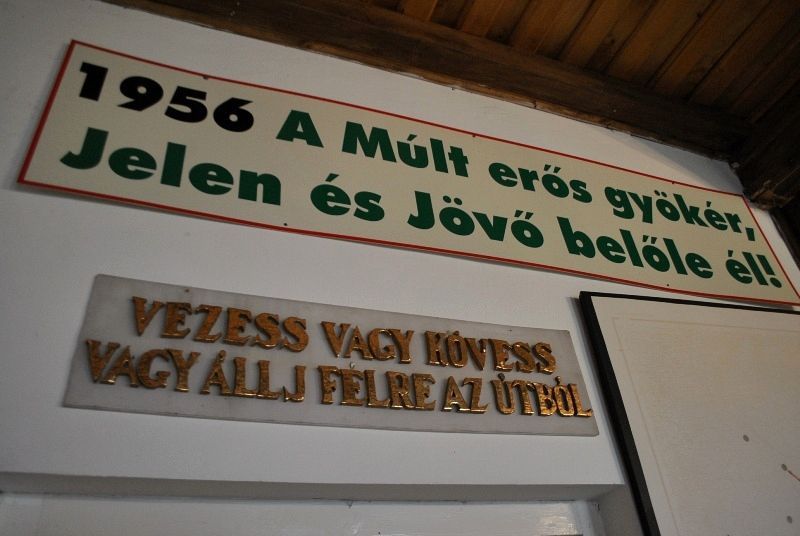 1956 A Múlt erős gyökér,
Jelen és Jövő belőle él!
VEZESS VAGY KÖVESS
VAGY ÁLLJ FÉLRE AZ ÚTBÓL